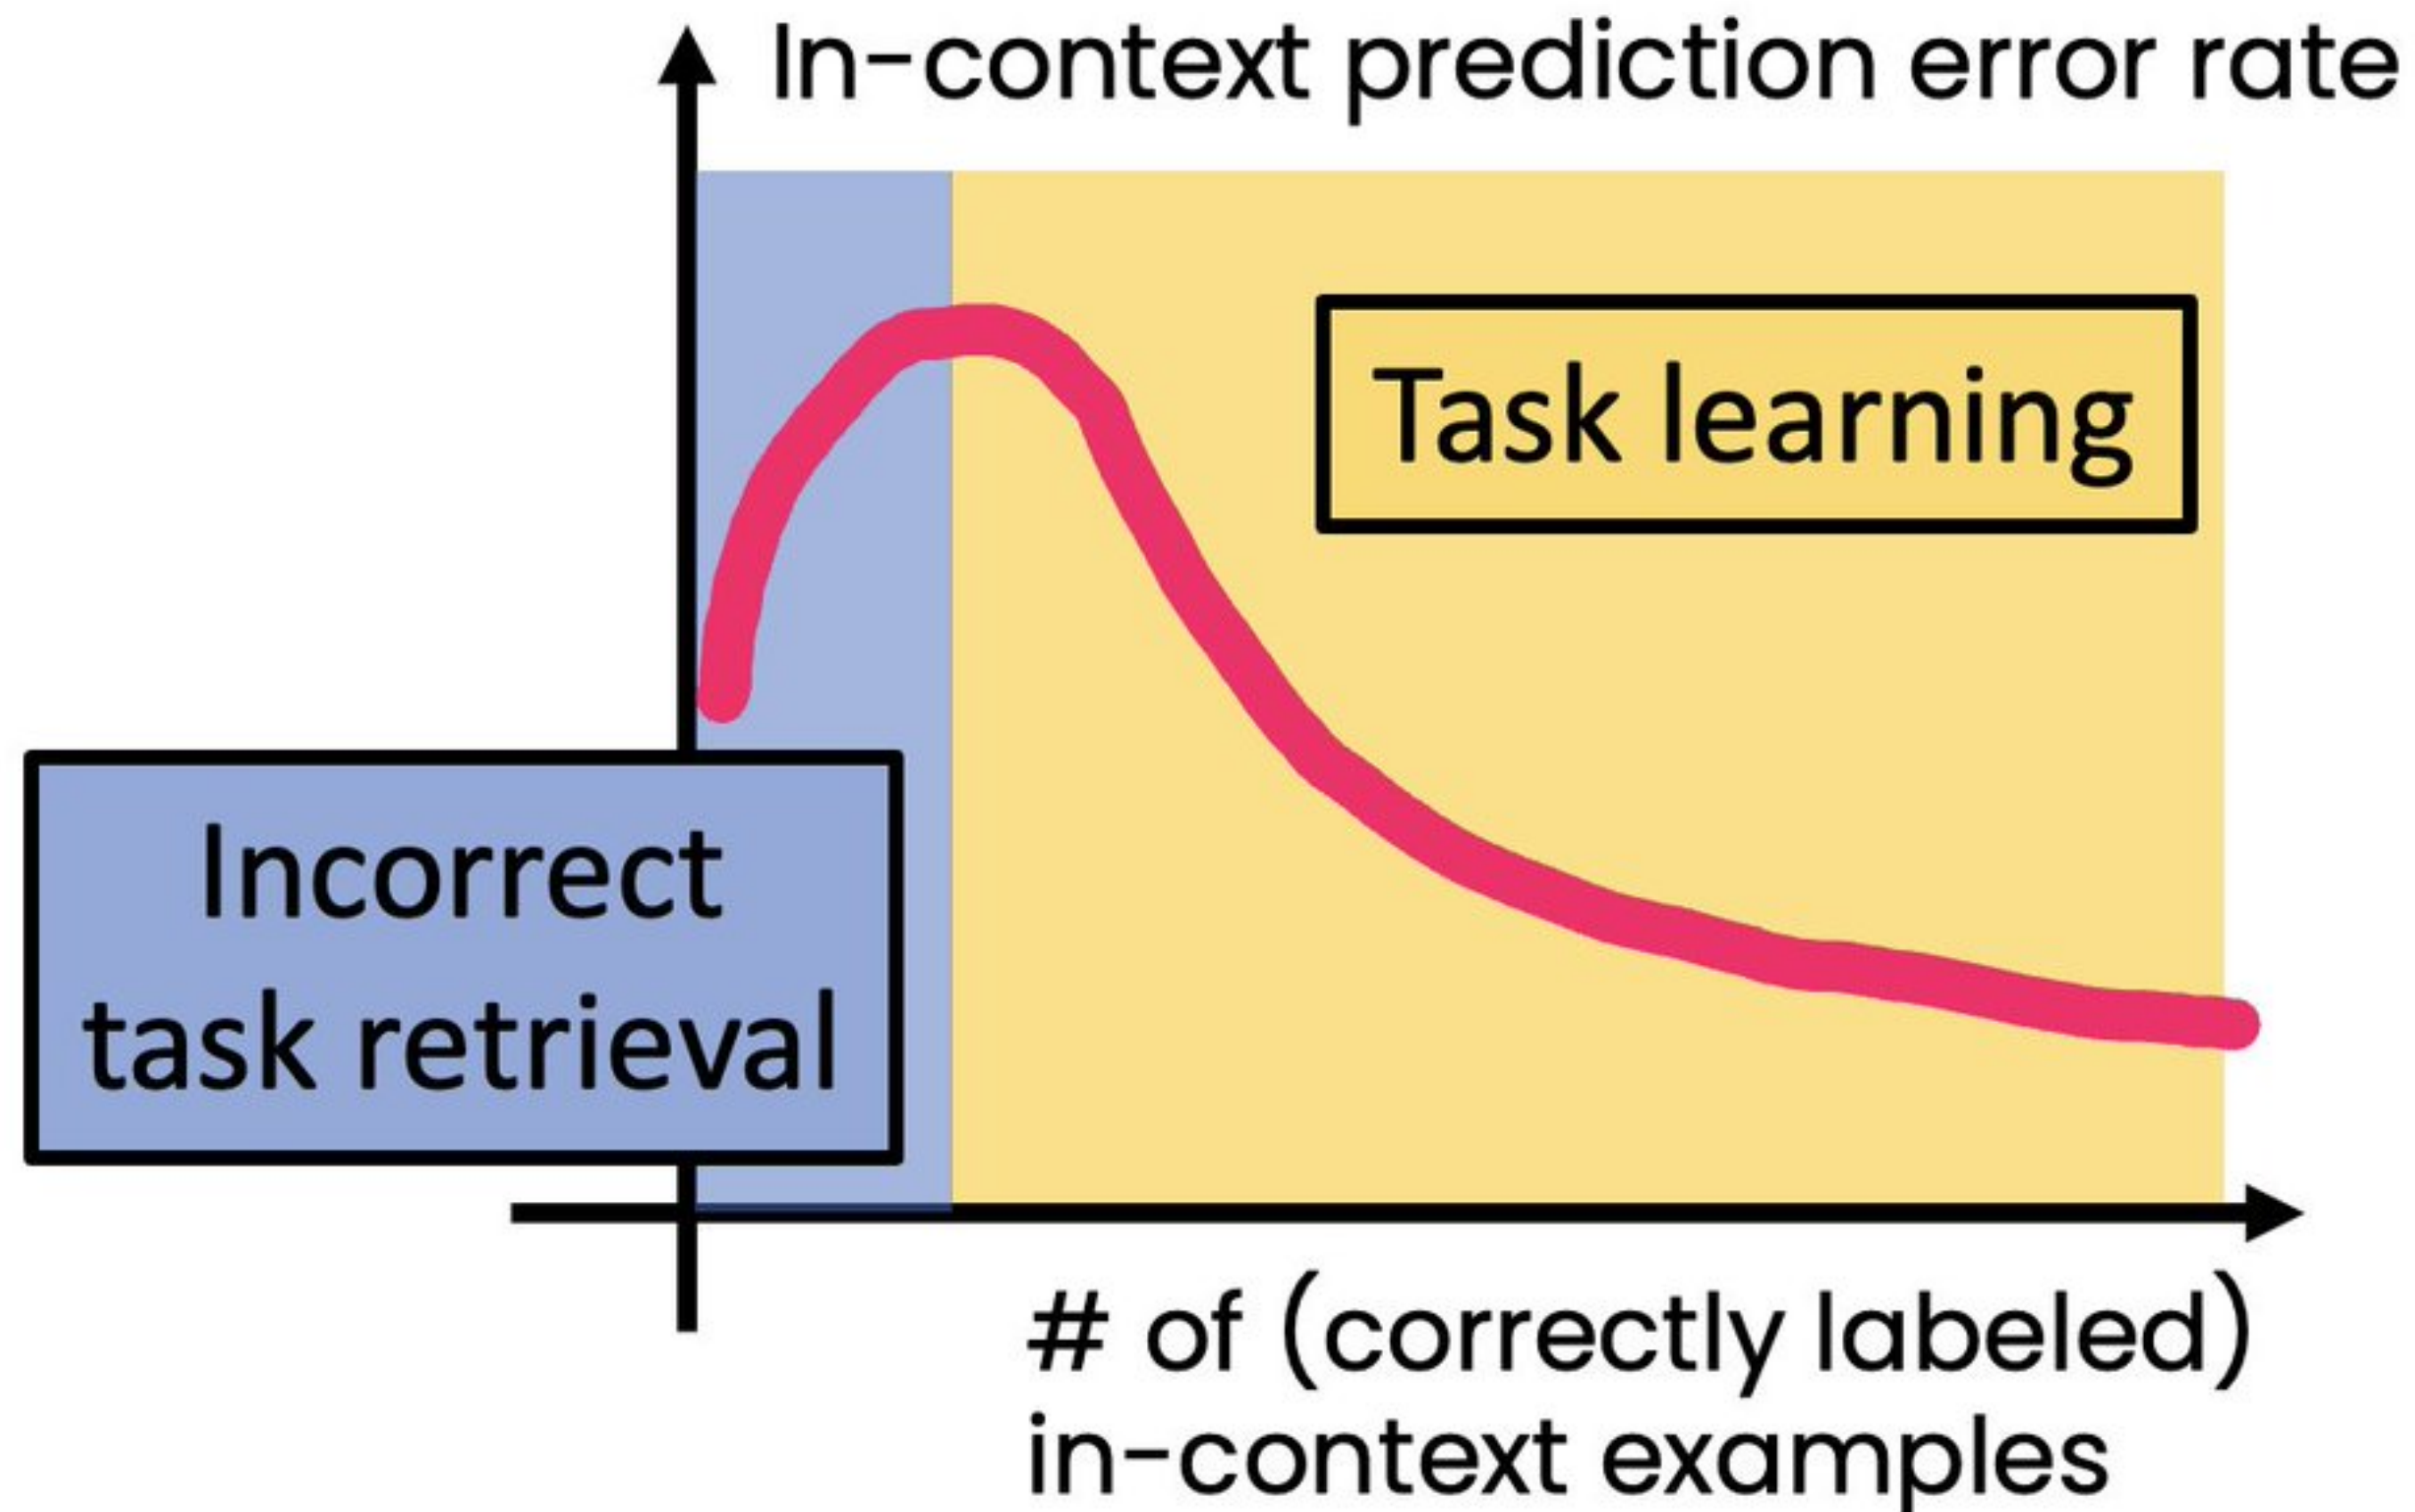 In-context prediction error rate
Task learning
Incorrect
task retrieval
# of (correctly labeled)
in-context examples